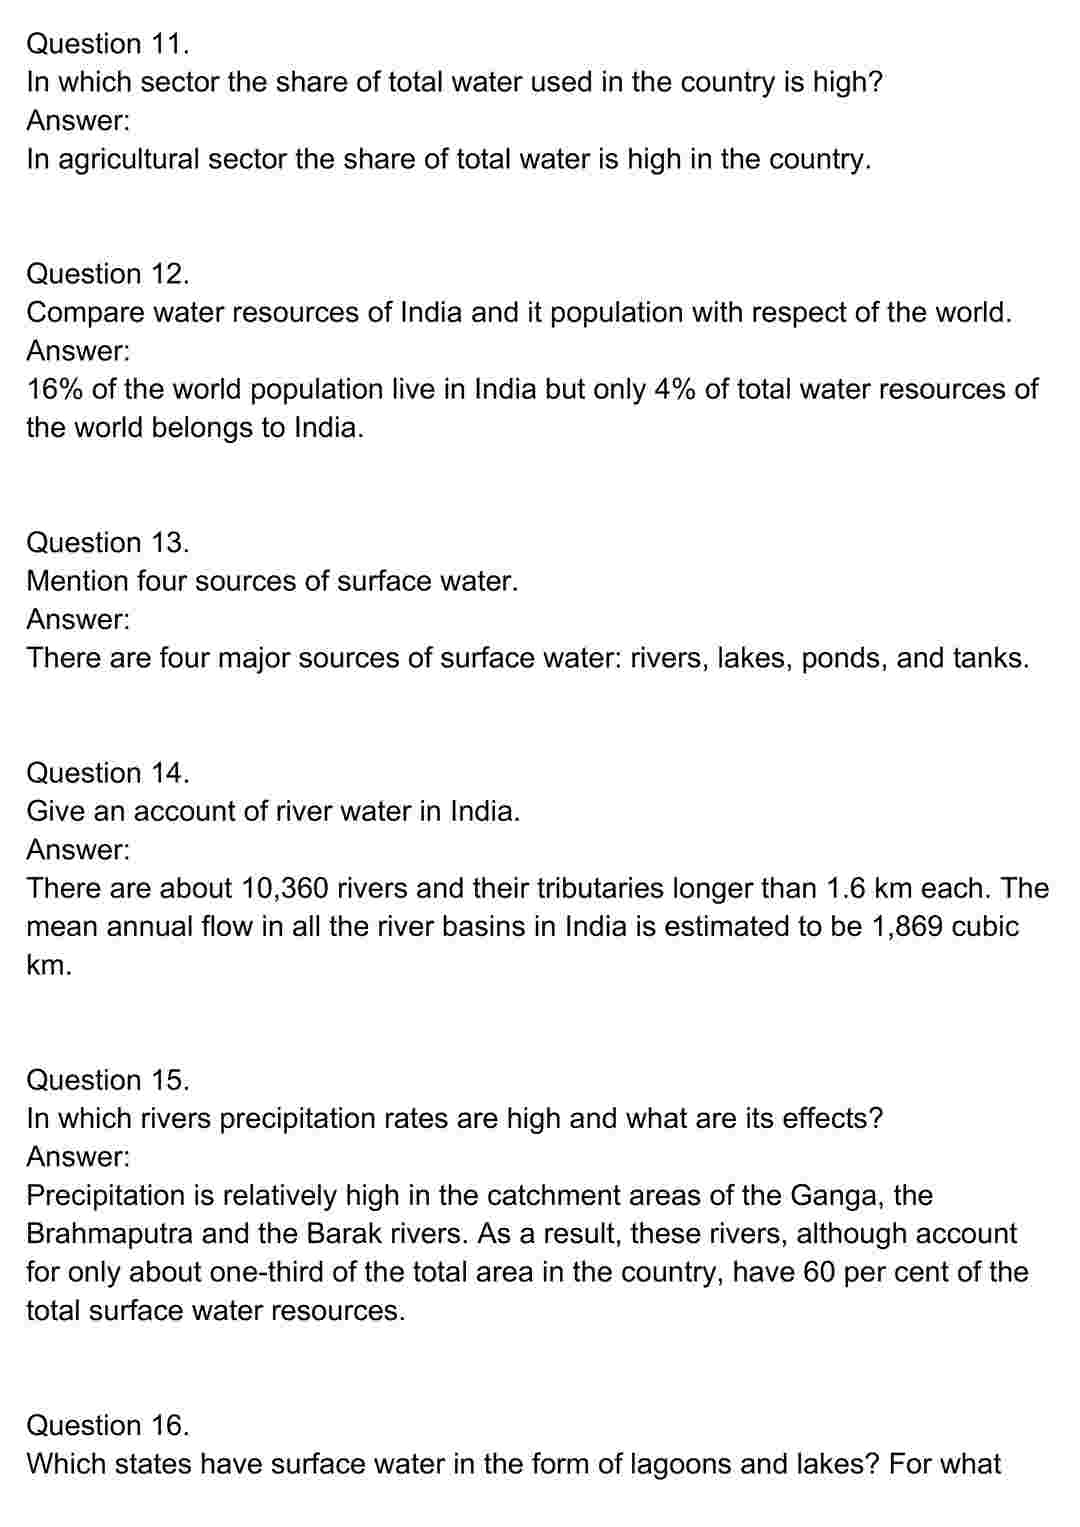 Question 11.
In which sector the share of total water used in the country is high?
Answer:
In agricultural sector the share of total water is high in the country.
Question 12.
Compare water resources of India and it population with respect of the world.
Answer:
16% of the world population live in India but only 4% of total water resources of
the world belongs to India.
Question 13.
Mention four sources of surface water.
Answer:
There are four major sources of surface water: rivers, lakes, ponds, and tanks.
Question 14.
Give an account of river water in India.
Answer:
There are about 10,360 rivers and their tributaries longer than 1.6 km each. The
mean annual flow in all the river basins in India is estimated to be 1,869 cubic
km.
Question 15.
In which rivers precipitation rates are high and what are its effects?
Answer:
Precipitation is relatively high in the catchment areas of the Ganga, the
Brahmaputra and the Barak rivers. As a result, these rivers, although account
for only about one-third of the total area in the country, have 60 per cent of the
total surface water resources.
Question 16.
Which states have surface water in the form of lagoons and lakes? For what